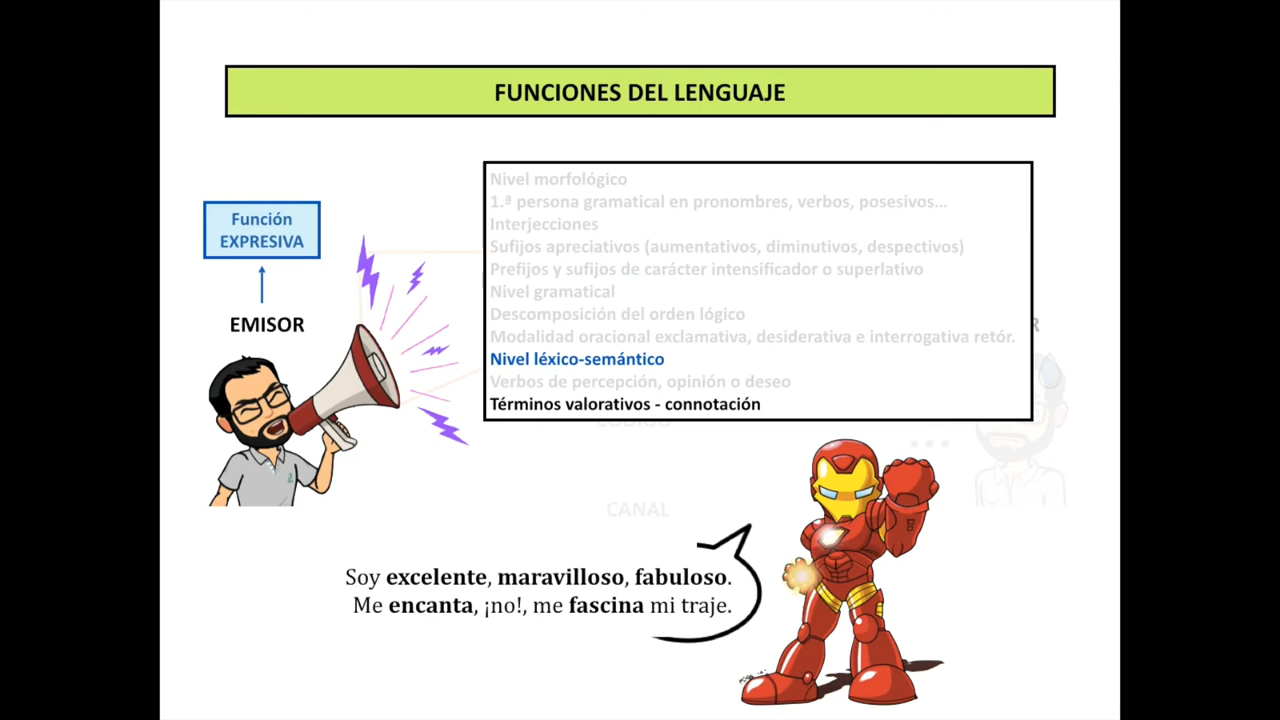 FUNCIONES DEL LENGUAJE
Función
EXPRESIVA
EMISOR
Nivel morfológico
1.ª persona gramatical en pronombres, verbos, posesivos...
Interjecciones
Sufijos apreciativos (aumentativos, diminutivos, despectivos)
Prefijos y sufijos de carácter intensificador o superlativo
Nivel gramatical
Descomposición del orden lógico
Modalidad oracional exclamativa, desiderativa e interrogativa retór.
Nivel léxico-semántico
Verbos de percepción, opinión o deseo
Términos valorativos - connotación
CANAL
Soy excelente, maravilloso, fabuloso.
Me encanta, ¡no!, me fascina mi traje.